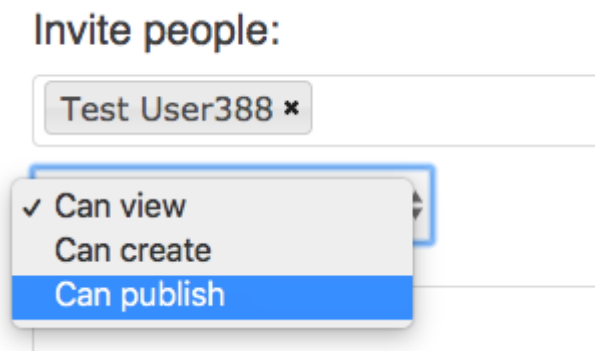 Invite people:
Test User388 ×
✓ Can view
Can create
Can publish